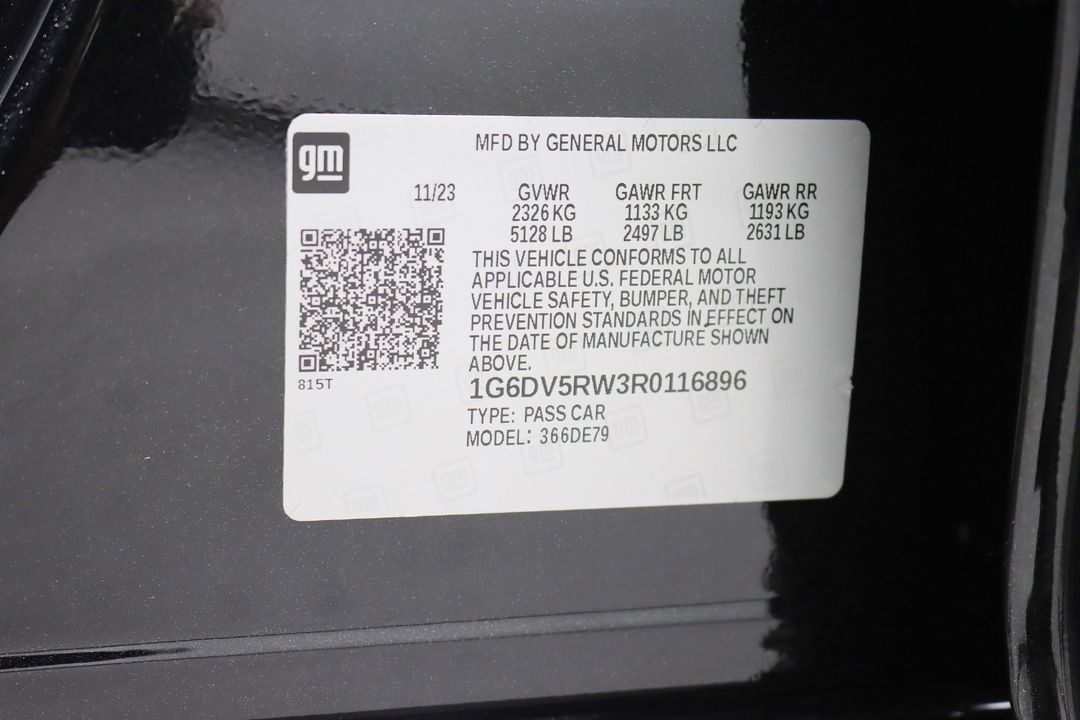 gm
MFD BY GENERAL MOTORS LLC
11/23 GVWR GAWR FRT GAWR RR
2326 KG 1133 KG 1193 KG
5128 LB 2497 LB 2631 LB
THIS VEHICLE CONFORMS TO ALL
APPLICABLE U.S. FEDERAL MOTOR
VEHICLE SAFETY, BUMPER, AND THEFT
PREVENTION STANDARDS IN EFFECT ON
THE DATE OF MANUFACTURE SHOWN
ABOVE.
815T
1G6DV5RW3R0116896
TYPE: PASS CAR
MODEL: 366DE79